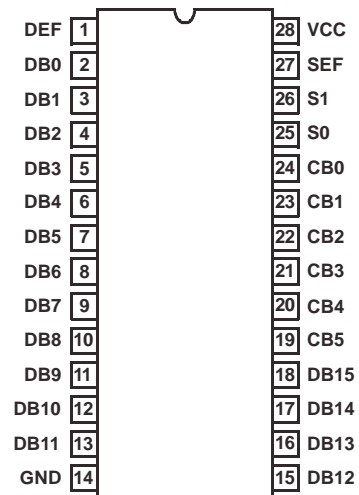 DEF 1 28 VCC
DB0 2 27 SEF
DB1 3 26 S1
DB2 4 25 S0
DB3 5 24 CB0
DB4 6 23 CB1
DB5 7 22 CB2
DB6 8 21 CB3
DB7 9 20 CB4
DB8 10 19 CB5
DB9 11 18 DB15
DB10 12 17 DB14
DB11 13 16 DB13
GND 14 15 DB12